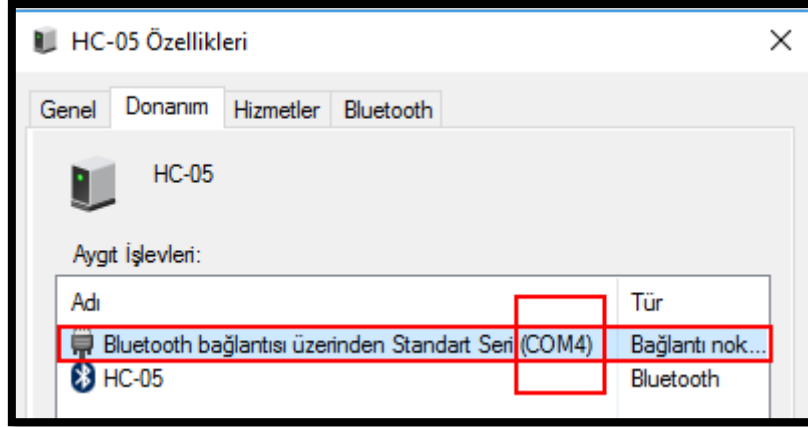 HC-05 Özellikleri
Genel Donanım Hizmetler Bluetooth
HC-05
Aygıt İşlevleri:
Adı Tür
Bluetooth bağlantısı üzerinden Standart Seri (COM4) Bağlantı nok...
HC-05 Bluetooth